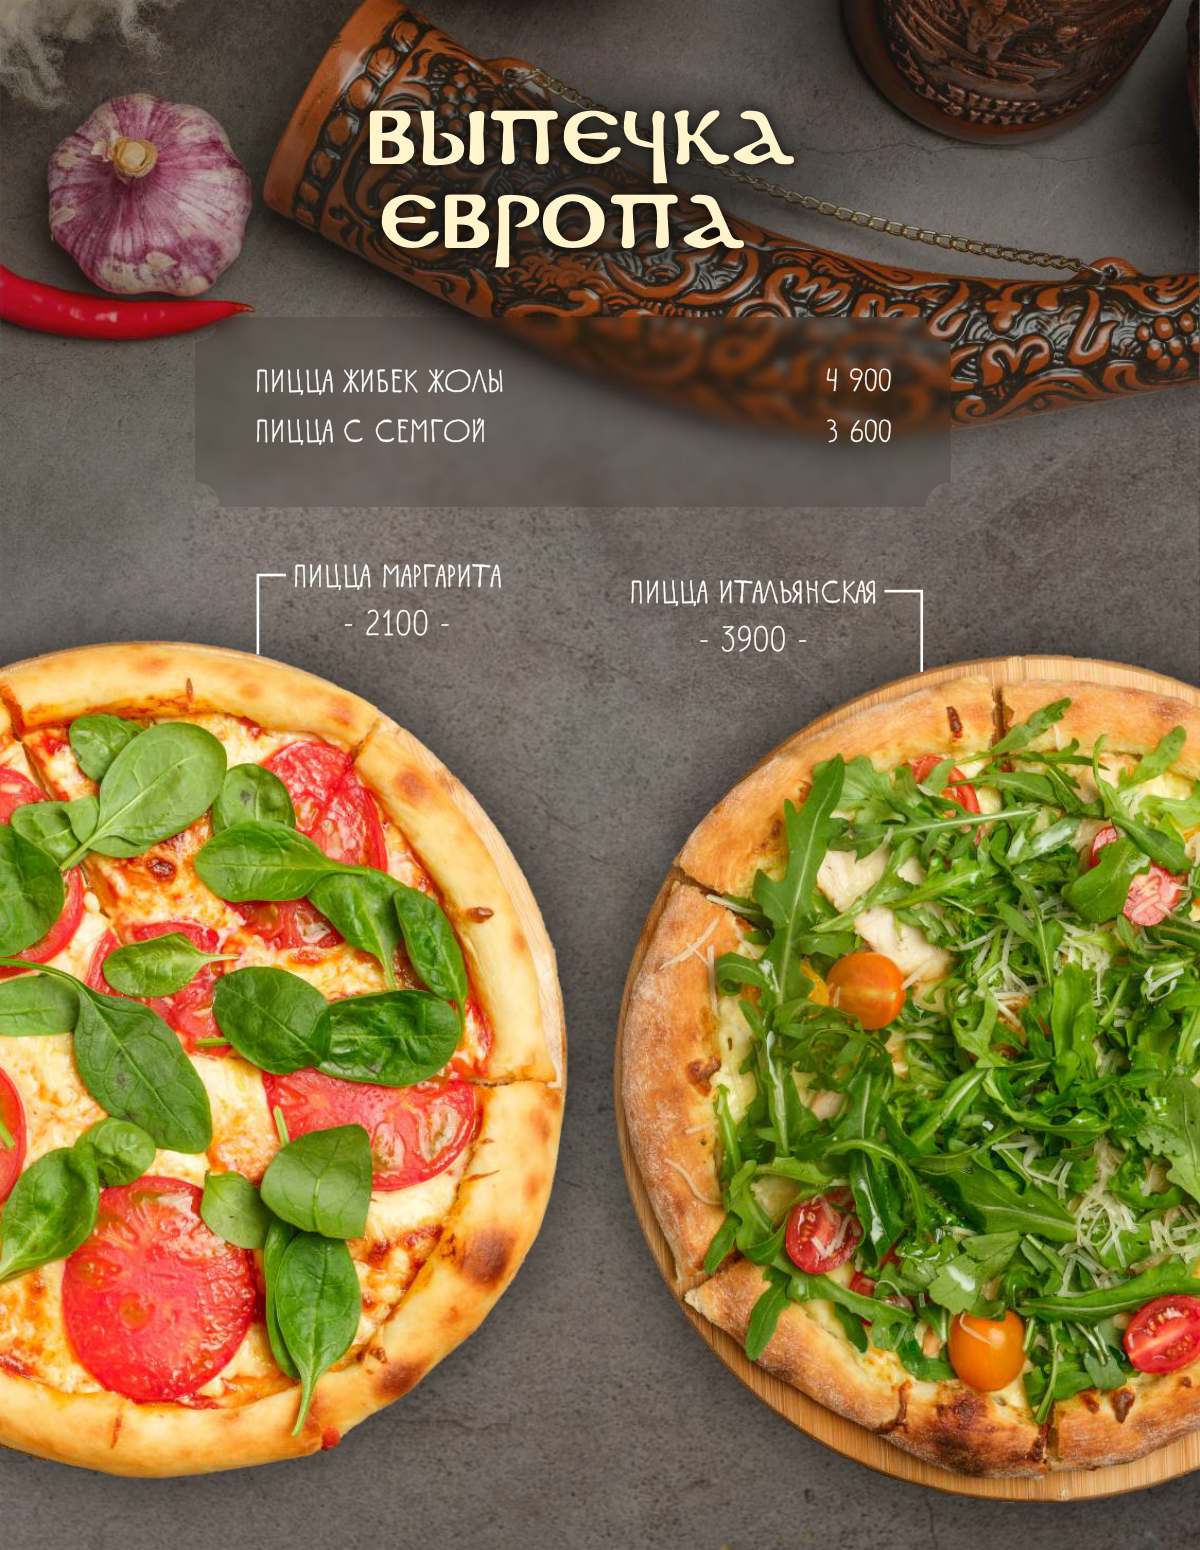 ВЫПЕЧКА
ЕВРОПА
ПИЦЦА ЖИБЕК ЖОЛЫ 4 900
ПИЦЦА С СЕМГОЙ 3 600
ПИЦЦА МАРГАРИТА
- 2100 -
ПИЦЦА ИТАЛЬЯНСКАЯ
- 3900 -